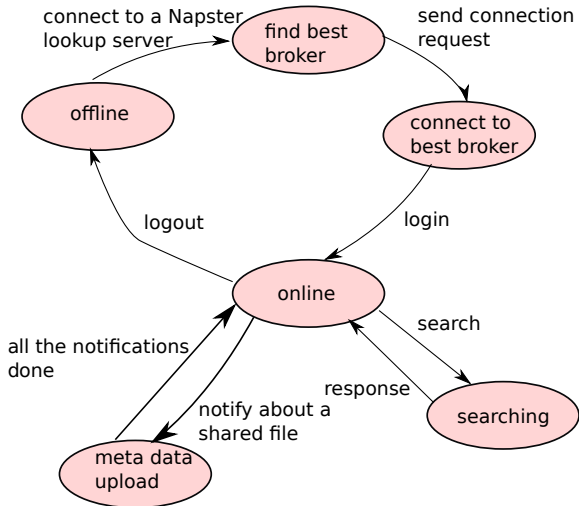 connect to a Napster
lookup server
find best
broker
send connection
request
offline
connect to
best broker
logout
login
online
search
all the notifications
done
response
notify about a
shared file
searching
meta data
upload